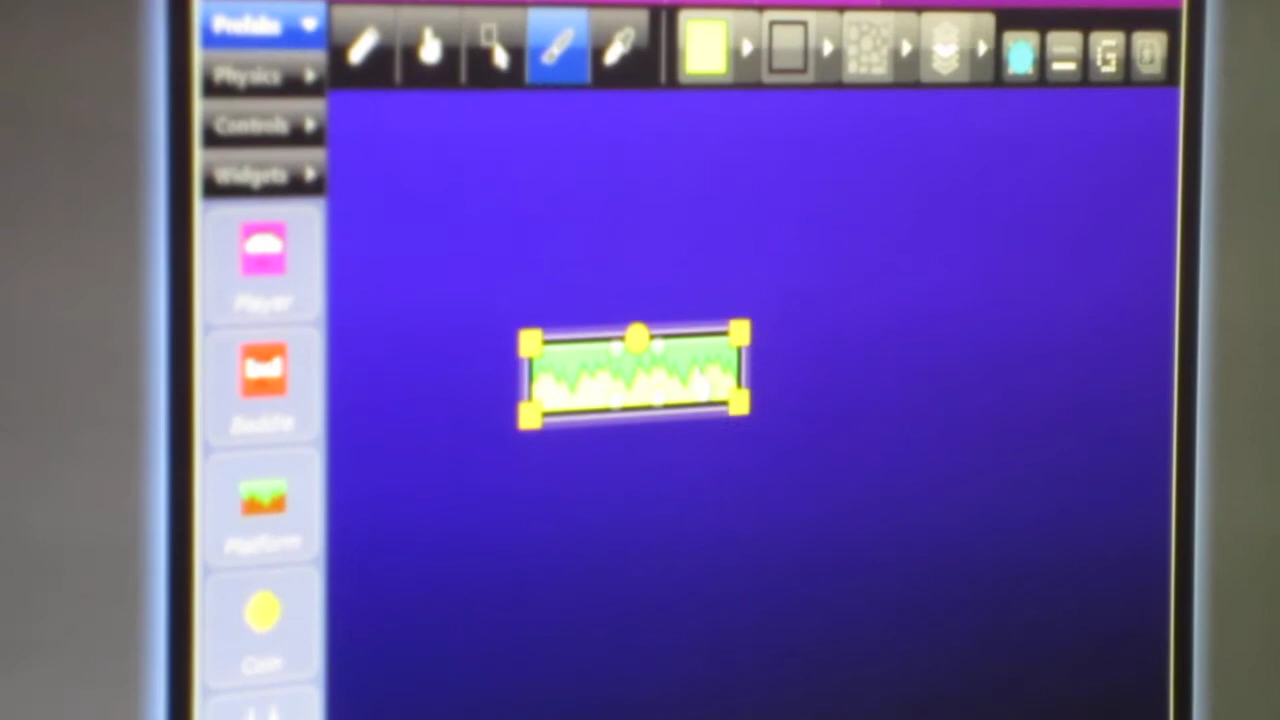 Prefabs
Physics
Controls
Widgets
Player
Baddie
Platform
Coin
G